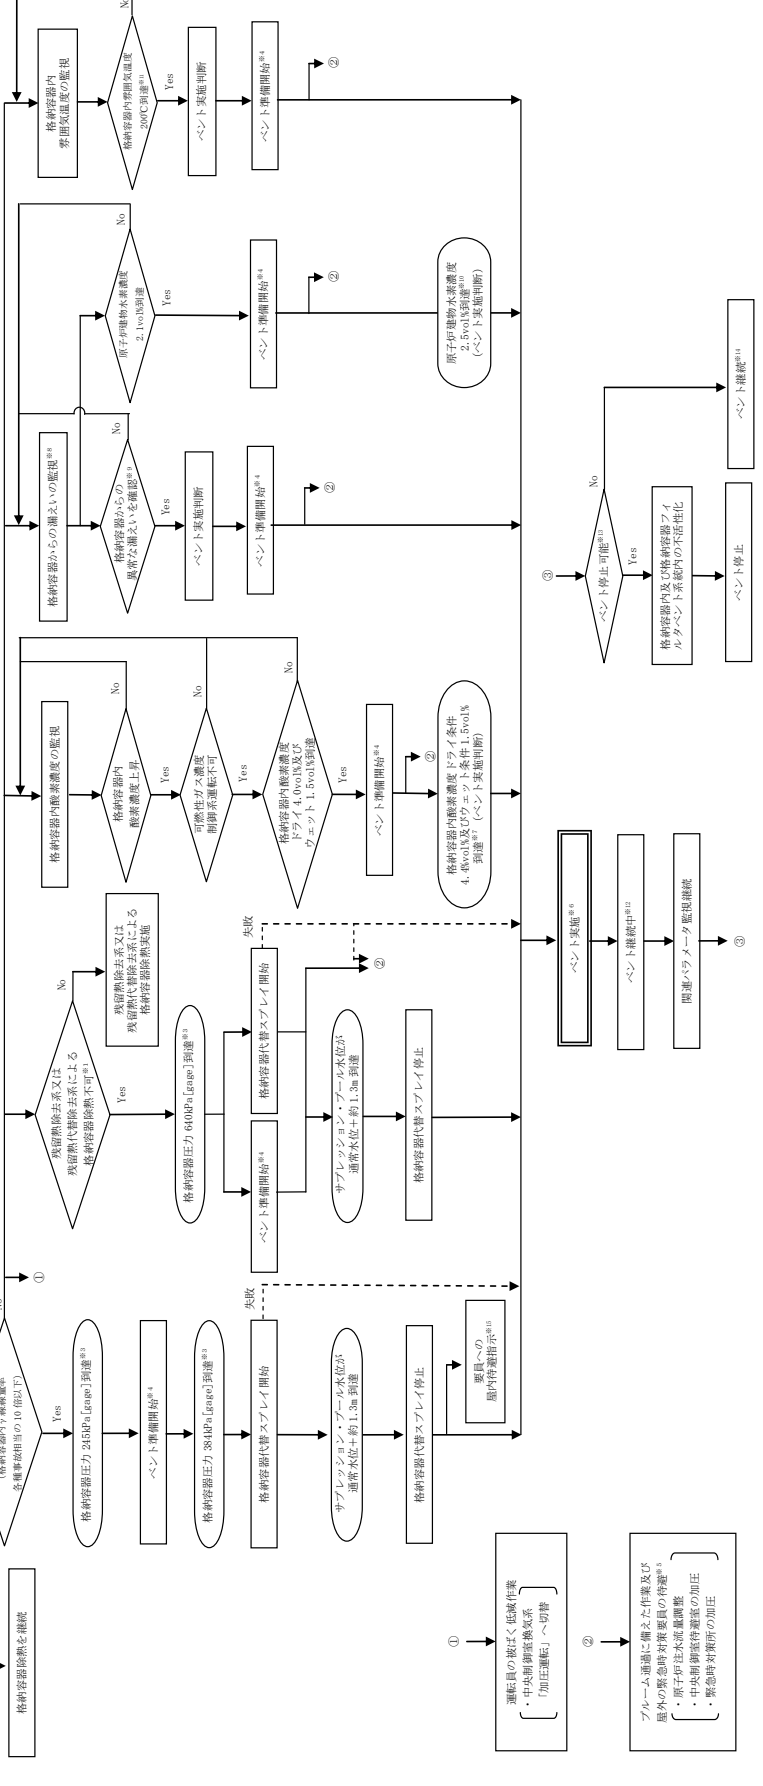 格納容器除熱を継続
（格納容器内γ線線量率
各種事故相当の10倍以下）
Yes
格納容器圧力 245kPa[gage]到達※3
ベント準備開始※4
格納容器圧力 384kPa[gage]到達※3
格納容器代替スプレイ開始
失敗
サプレッション・プール水位が
通常水位＋約1.3m 到達
格納容器代替スプレイ停止
要員への
屋内待避指示※15
①
残留熱除去系又は
残留熱代替除去系による
格納容器除熱不可※1
No
Yes
残留熱除去系又は
残留熱代替除去系による
格納容器除熱実施
格納容器圧力 640kPa[gage]到達※3
ベント準備開始※4
格納容器代替スプレイ開始
失敗
②
サプレッション・プール水位が
通常水位＋約1.3m 到達
格納容器代替スプレイ停止
格納容器内酸素濃度の監視
格納容器内
酸素濃度上昇
No
Yes
可燃性ガス濃度
制御系運転不可
Yes
格納容器内酸素濃度
ドライ 4.0vol%及び
ウェット 1.5vol%到達
No
Yes
ベント準備開始※4
②
格納容器内酸素濃度 ドライ条件
4.4%vol%及びウェット条件 1.5vol%
到達※7 （ベント実施判断）
格納容器からの漏えいの監視※8
格納容器からの
異常な漏えいを確認※9
No
Yes
ベント実施判断
ベント準備開始※4
②
原子炉建物水素濃度
2.1vol%到達
No
Yes
ベント準備開始※4
②
原子炉建物水素濃度
2.5vol%到達※10
（ベント実施判断）
格納容器内
雰囲気温度の監視
格納容器内雰囲気温度
200℃到達※11
No
Yes
ベント実施判断
ベント準備開始※4
②
ベント実施※6
ベント継続中※12
関連パラメータ監視継続
③
③
ベント停止可能※13
No
Yes
格納容器内及び格納容器フィ
ルタベント系統内の不活性化
ベント停止
ベント継続※14
①
運転員の被ばく低減作業
・中央制御室換気系
「加圧運転」へ切替
②
プルーム通過に備えた作業及び
屋外の緊急時対策要員の待避※5
・原子炉注水流量調整
・中央制御室待避室の加圧
・緊急時対策所の加圧